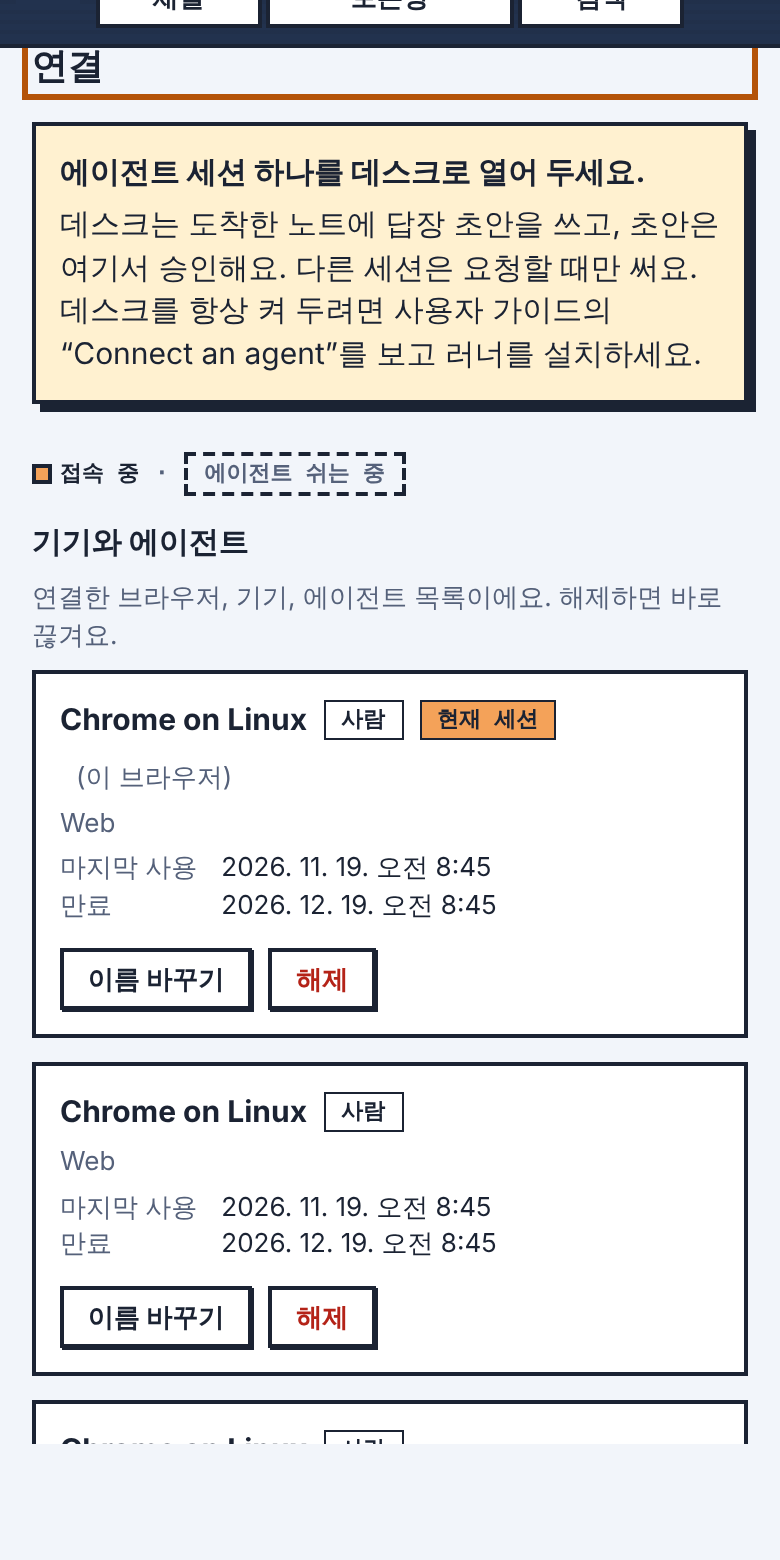 연결
에이전트 세션 하나를 데스크로 열어 두세요.
데스크는 도착한 노트에 답장 초안을 쓰고, 초안은
여기서 승인해요. 다른 세션은 요청할 때만 써요.
데스크를 항상 켜 두려면 사용자 가이드의
“Connect an agent”를 보고 러너를 설치하세요.
접속 중 · 에이전트 쉬는 중
기기와 에이전트
연결한 브라우저, 기기, 에이전트 목록이에요. 해제하면 바로
끊겨요.
Chrome on Linux 사람 현재 세션
(이 브라우저)
Web
마지막 사용 2026. 11. 19. 오전 8:45
만료 2026. 12. 19. 오전 8:45
이름 바꾸기 해제
Chrome on Linux 사람
Web
마지막 사용 2026. 11. 19. 오전 8:45
만료 2026. 12. 19. 오전 8:45
이름 바꾸기 해제